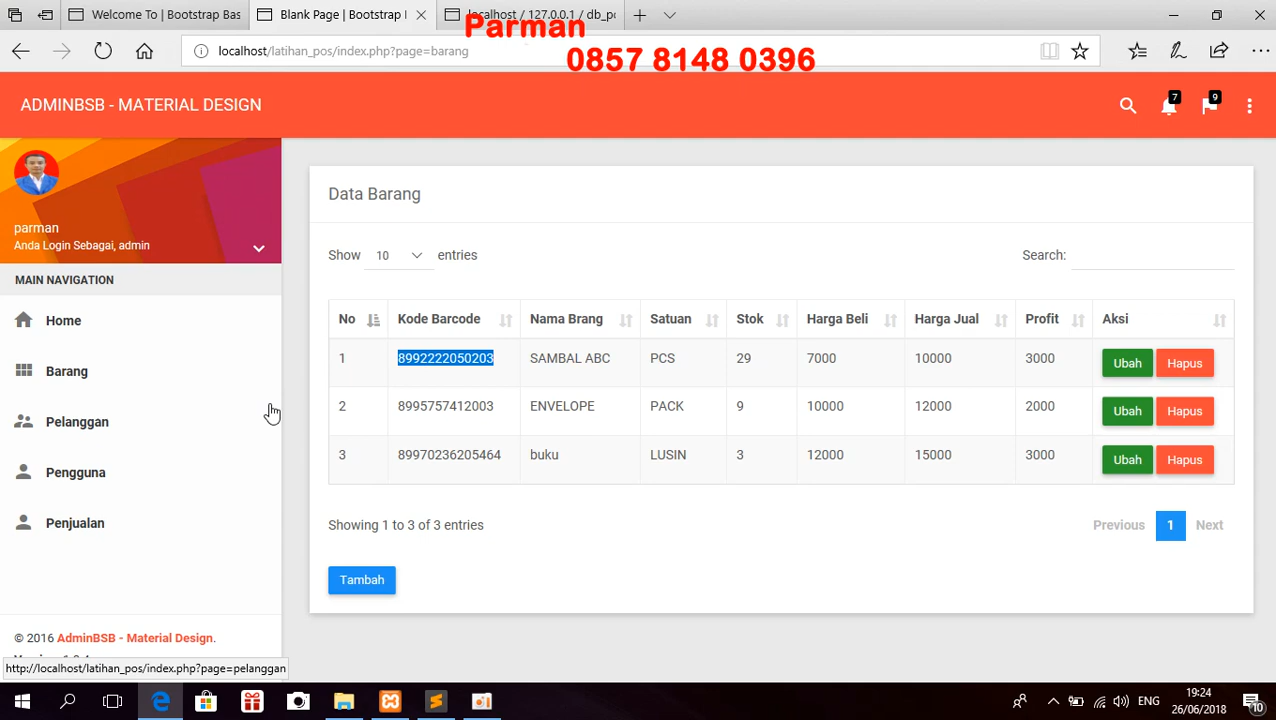 Welcome To | Bootstrap Bas
Blank Page | Bootstrap
localhost / 127.0.0.1 / db_po
Parman
0857 8148 0396
localhost/latihan_pos/index.php?page=barang
ADMINBSB - MATERIAL DESIGN
7
9
parman
Anda Login Sebagai, admin
MAIN NAVIGATION
Home
Barang
Pelanggan
Pengguna
Penjualan
© 2016 AdminBSB - Material Design.
http://localhost/latihan_pos/index.php?page=pelanggan
Data Barang
Show 10 entries
Search:
No Kode Barcode Nama Brang Satuan Stok Harga Beli Harga Jual Profit Aksi
1 8992222050203 SAMBAL ABC PCS 29 7000 10000 3000 Ubah Hapus
2 8995757412003 ENVELOPE PACK 9 10000 12000 2000 Ubah Hapus
3 89970236205464 buku LUSIN 3 12000 15000 3000 Ubah Hapus
Showing 1 to 3 of 3 entries
Previous 1 Next
Tambah
ENG
19:24
26/06/2018
10